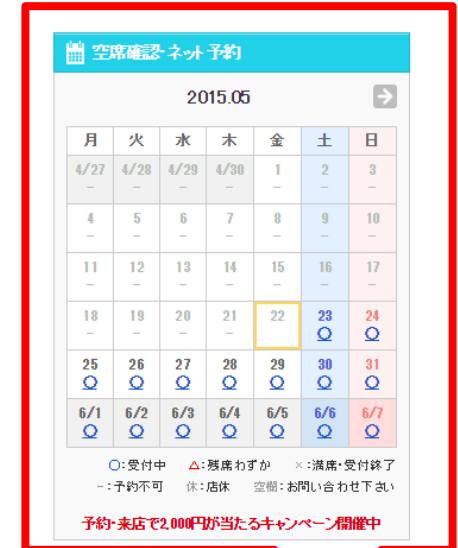 空席確認・ネット予約
2015.05
月 火 水 木 金 土 日
4/27 4/28 4/29 4/30 1 2 3
－ － － － － － －
4 5 6 7 8 9 10
－ － － － － － －
11 12 13 14 15 16 17
－ － － － － － －
18 19 20 21 22 23 24
－ － － － ○ ○
25 26 27 28 29 30 31
○ ○ ○ ○ ○ ○ ○
6/1 6/2 6/3 6/4 6/5 6/6 6/7
○ ○ ○ ○ ○ ○ ○
○:受付中 △:残席わずか ×:満席・受付終了
－:予約不可 休:店休 空欄:お問い合わせ下さい
予約・来店で2,000円が当たるキャンペーン開催中